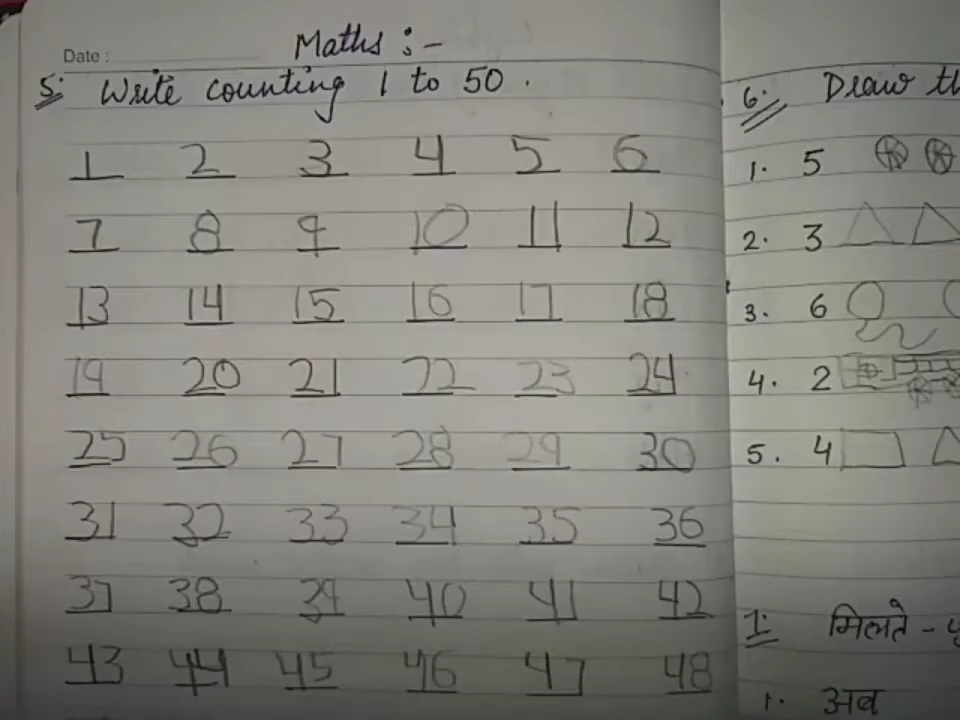 Maths :-
Date :
5. Write counting 1 to 50.
1 2 3 4 5 6
7 8 9 10 11 12
13 14 15 16 17 18
19 20 21 22 23 24
25 26 27 28 29 30
31 32 33 34 35 36
37 38 39 40 41 42
43 44 45 46 47 48
6. Draw
1. 5
2. 3
3. 6
4. 2
5. 4
1. मिलते -
1. अब